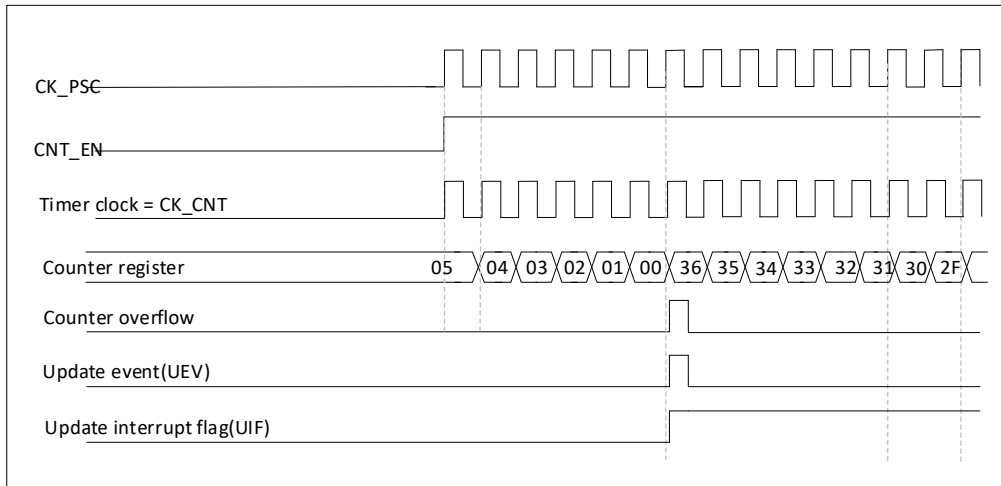 CK_PSC
CNT_EN
Timer clock = CK_CNT
Counter register 05 04 03 02 01 00 36 35 34 33 32 31 30 2F
Counter overflow
Update event(UEV)
Update interrupt flag(UIF)